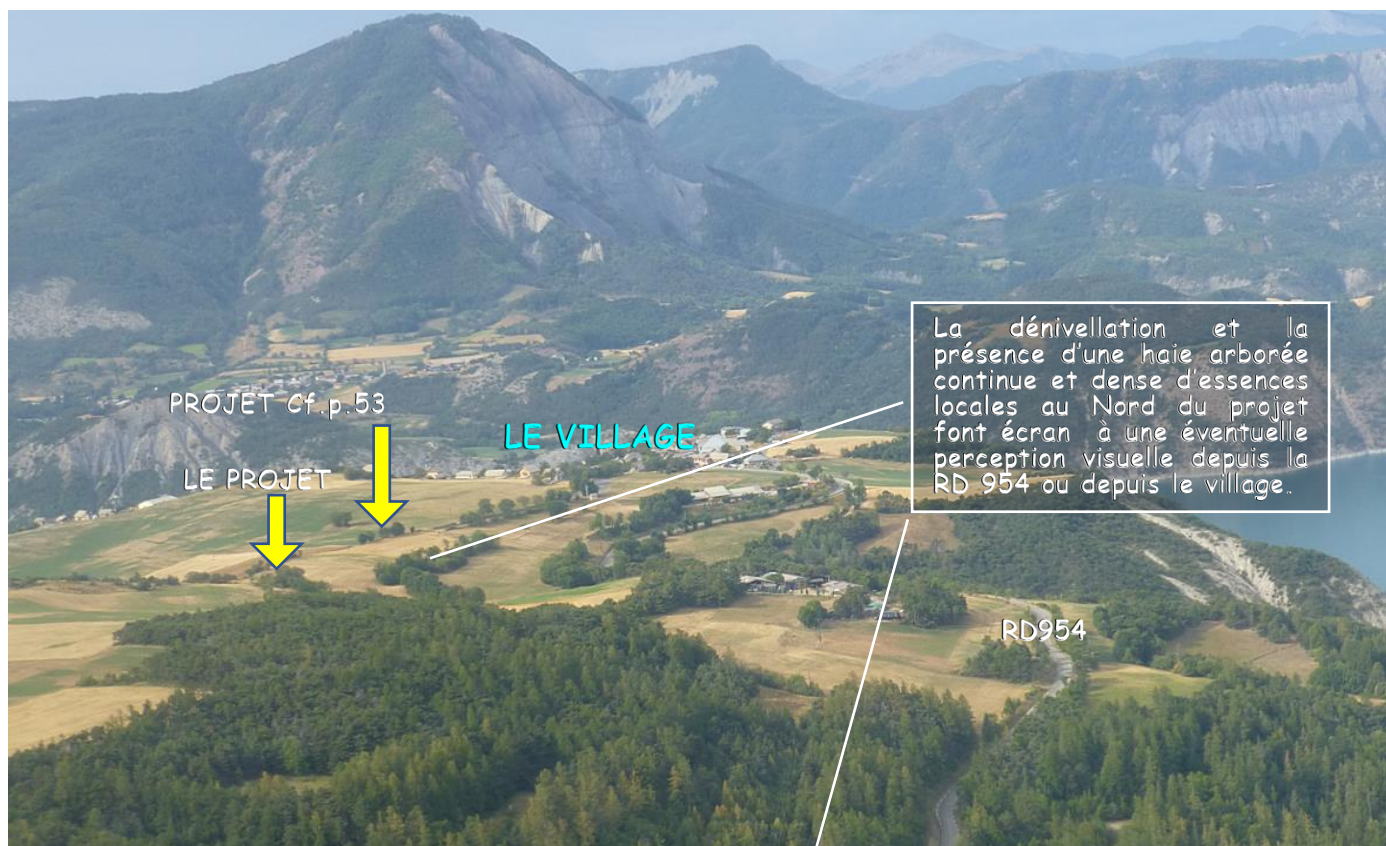 La dénivellation et la
présence d'une haie arborée
continue et dense d'essences
locales au Nord du projet
font écran à une éventuelle
perception visuelle depuis la
RD 954 ou depuis le village.
PROJET Cf.p.53
LE VILLAGE
LE PROJET
RD954